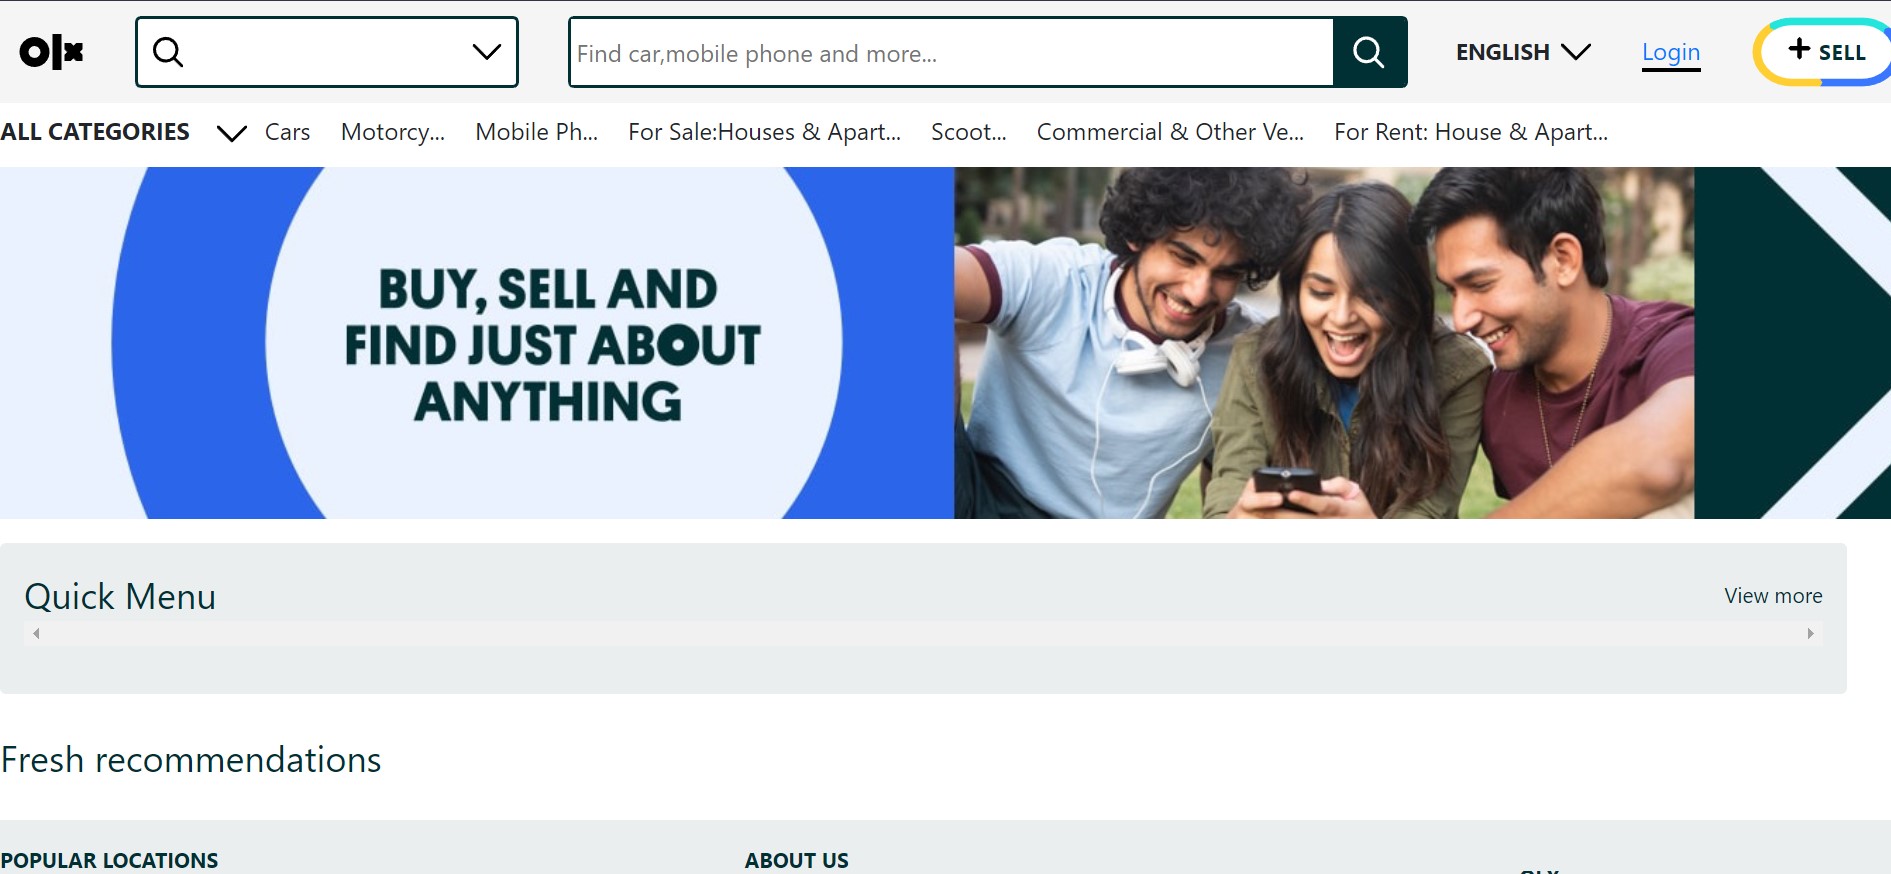 olx
Find car,mobile phone and more...
ENGLISH
Login
+ SELL
ALL CATEGORIES
Cars
Motorcy...
Mobile Ph...
For Sale:Houses & Apart...
Scoot...
Commercial & Other Ve...
For Rent: House & Apart...
BUY, SELL AND
FIND JUST ABOUT
ANYTHING
Quick Menu
View more
Fresh recommendations
POPULAR LOCATIONS
ABOUT US
OLX